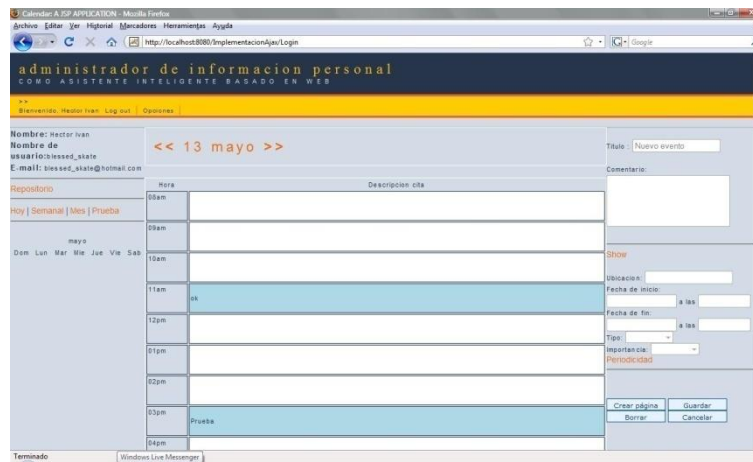 Calendar: A JSP APPLICATION - Mozilla Firefox
Archivo Editar Ver Historial Marcadores Herramientas Ayuda
http://localhost:8080/ImplementacionAjax/Login
Google
administrador de informacion personal
COMO ASISTENTE INTELIGENTE BASADO EN WEB
>>
Bienvenido, Hector Ivan Log out | Opciones |
Nombre: Hector Ivan
Nombre de
usuario:blessed_skate
E-mail: blessed_skate@hotmail.com
Repositorio
Hoy | Semanal | Mes | Prueba
mayo
Dom Lun Mar Mie Jue Vie Sab
<< 13 mayo >>
Hora Descripcion cita
08am
09am
10am
11am
ok
12pm
01pm
02pm
03pm
Prueba
04pm
Titulo : Nuevo evento
Comentario:
Show
Ubicacion:
Fecha de inicio:
a las
Fecha de fin:
a las
Tipo:
Importancia:
Periodicidad
Crear página Guardar
Borrar Cancelar
Terminado
Windows Live Messenger